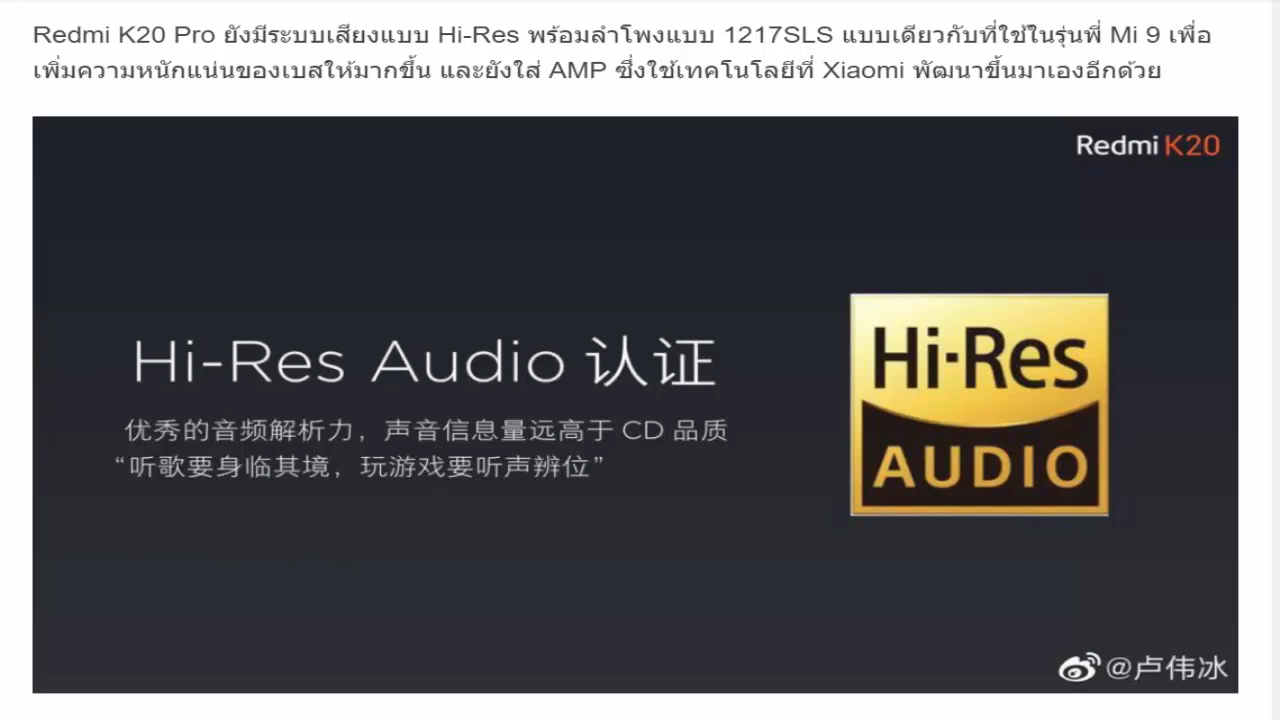 Redmi K20 Pro ยังมีระบบเสียงแบบ Hi-Res พร้อมลำโพงแบบ 1217SLS แบบเดียวกับที่ใช้ในรุ่นพี่ Mi 9 เพื่อ
เพิ่มความหนักแน่นของเบสให้มากขึ้น และยังใส่ AMP ซึ่งใช้เทคโนโลยีที่ Xiaomi พัฒนาขึ้นมาเองอีกด้วย
Redmi K20
Hi-Res Audio 认证
优秀的音频解析力，声音信息量远高于 CD 品质
“听歌要身临其境，玩游戏要听声辨位”
Hi-Res
AUDIO
@卢伟冰